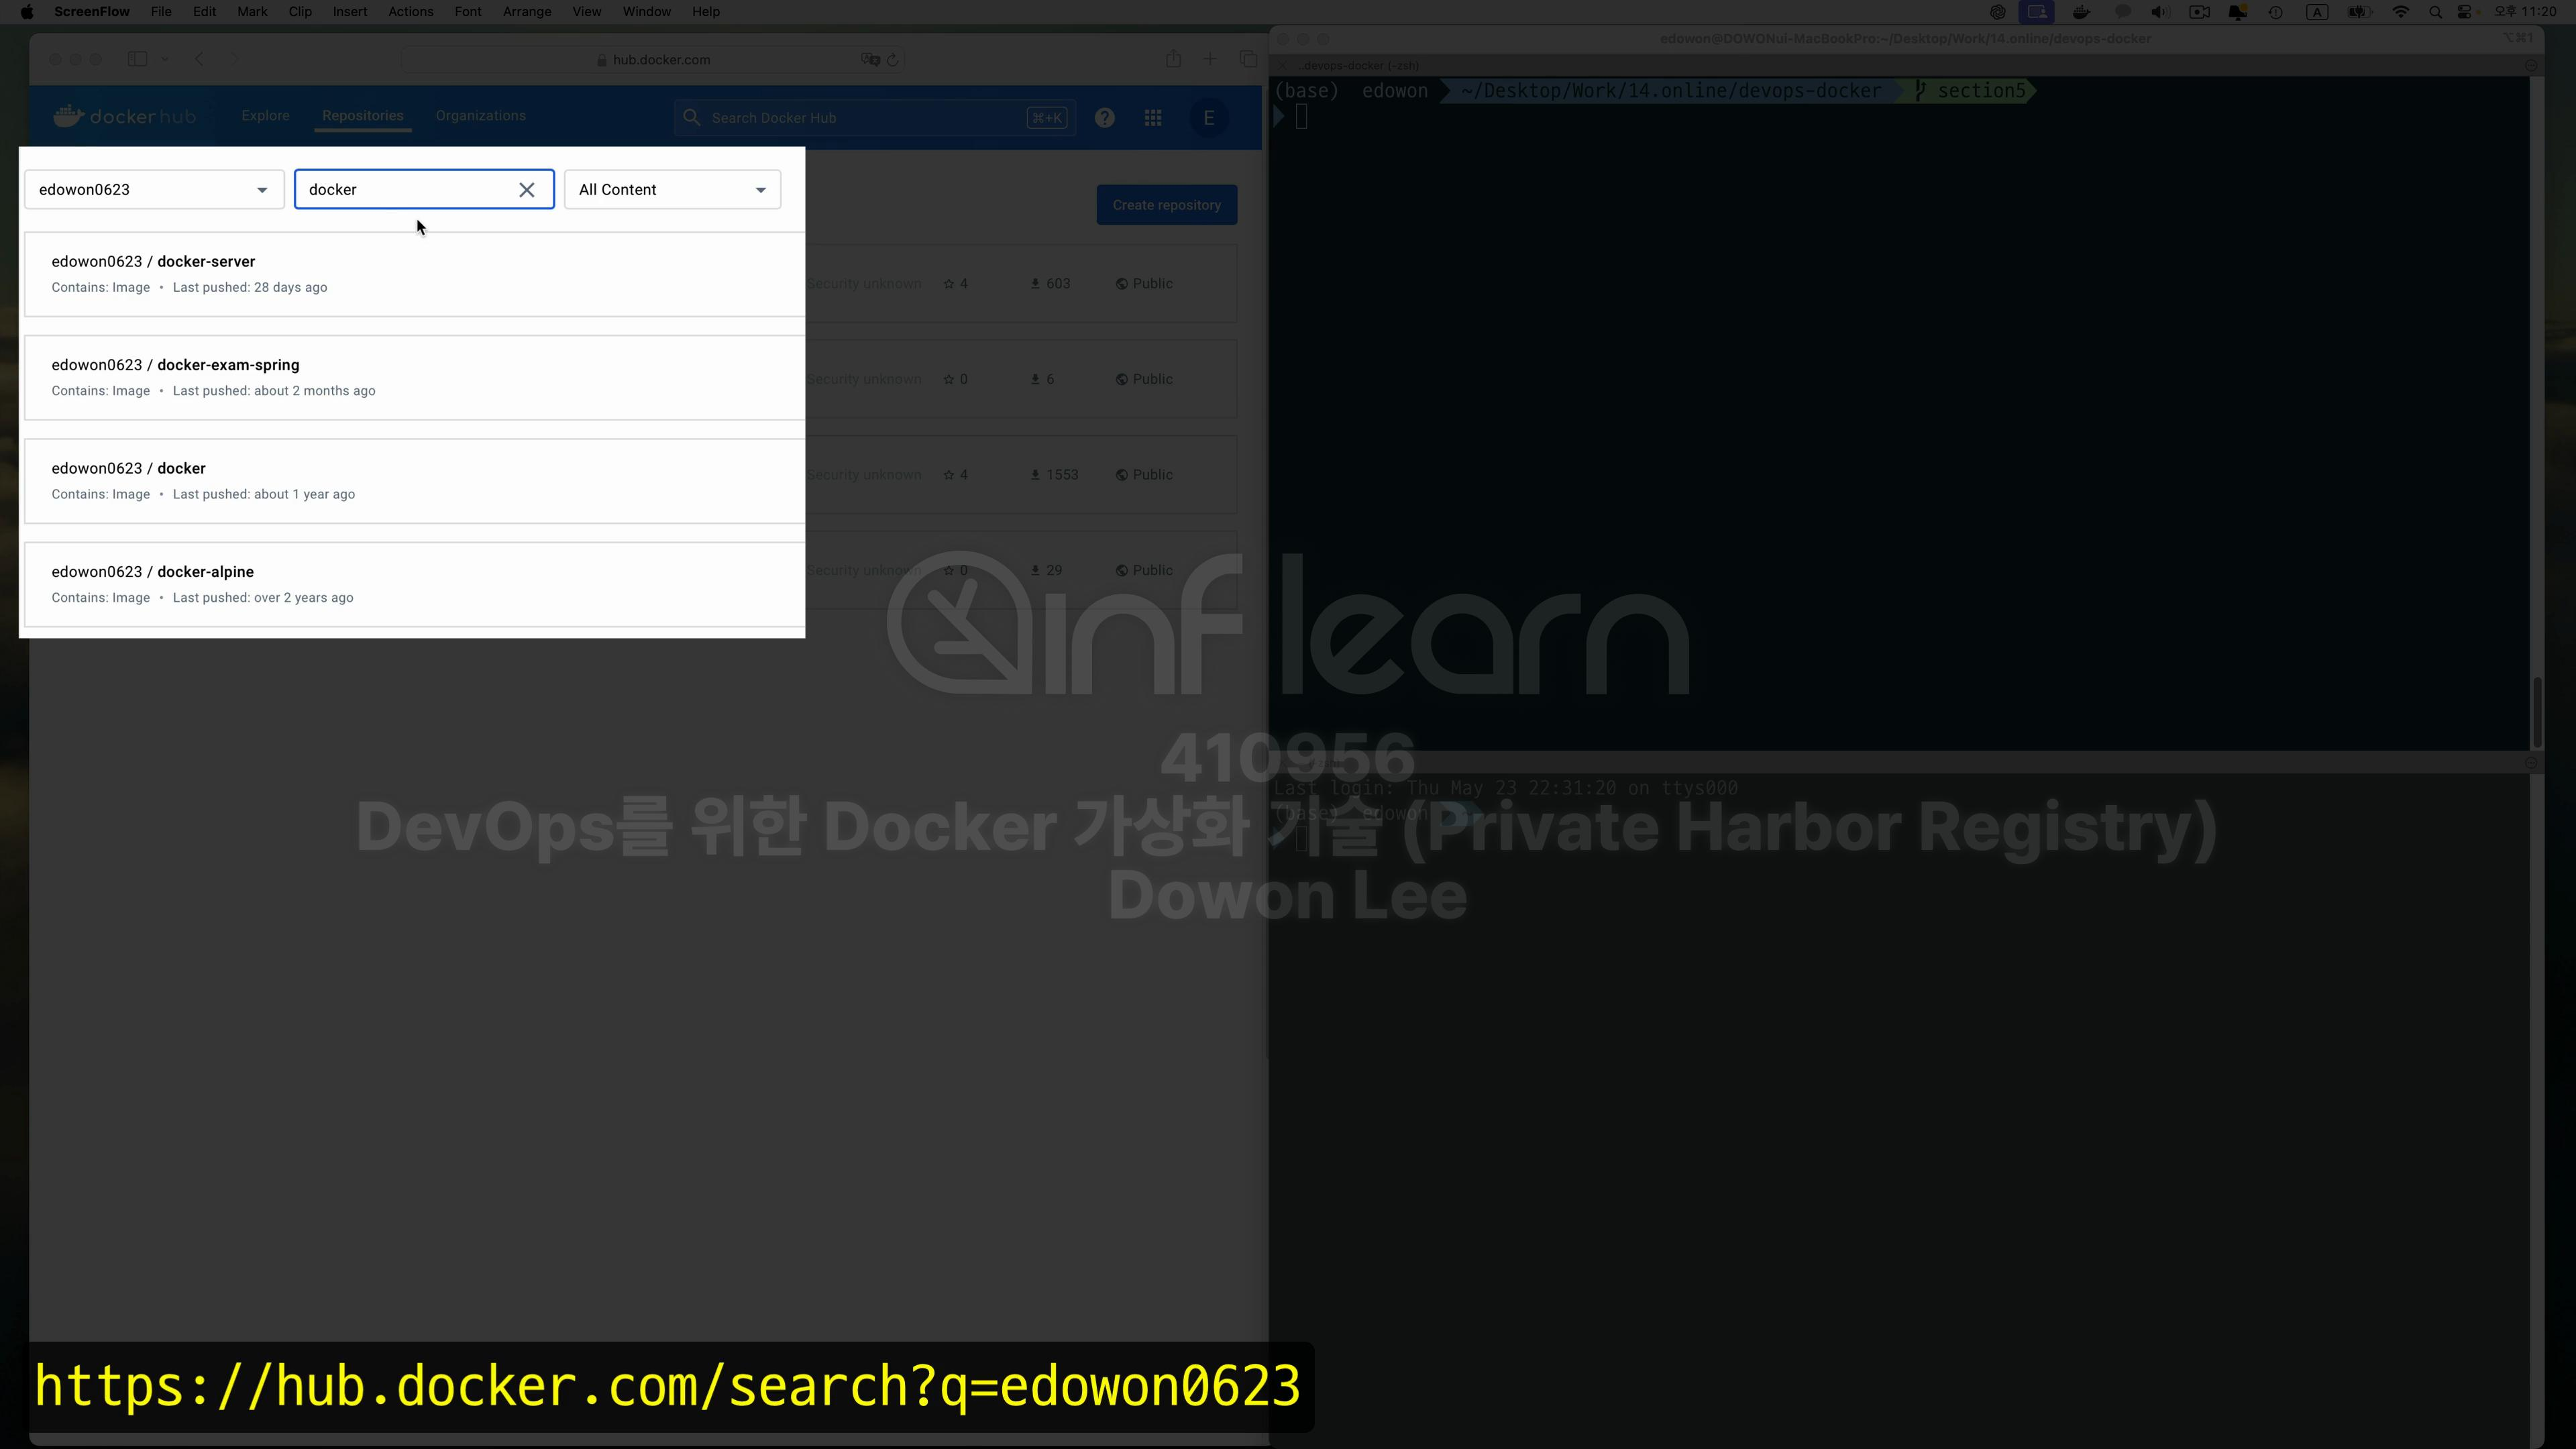 ScreenFlow File Edit Mark Clip Insert Actions Font Arrange View Window Help
A 오후 11:20
hub.docker.com
docker hub Explore Repositories Organizations Search Docker Hub ⌘+K ? E
edowon0623 docker All Content
Create repository
edowon0623 / docker-server
Contains: Image • Last pushed: 28 days ago
Security unknown 4 603 Public
edowon0623 / docker-exam-spring
Contains: Image • Last pushed: about 2 months ago
Security unknown 0 6 Public
edowon0623 / docker
Contains: Image • Last pushed: about 1 year ago
Security unknown 4 1553 Public
edowon0623 / docker-alpine
Contains: Image • Last pushed: over 2 years ago
Security unknown 0 29 Public
edowon@DOWONui-MacBookPro:~/Desktop/Work/14.online/devops-docker ⌥⌘1
..devops-docker (-zsh)
(base) edowon ~/Desktop/Work/14.online/devops-docker section5
Last login: Thu May 23 22:31:20 on ttys000
(base) edowon ~
inflearn
410956
DevOps를 위한 Docker 가상화 기술 (Private Harbor Registry)
Dowon Lee
https://hub.docker.com/search?q=edowon0623